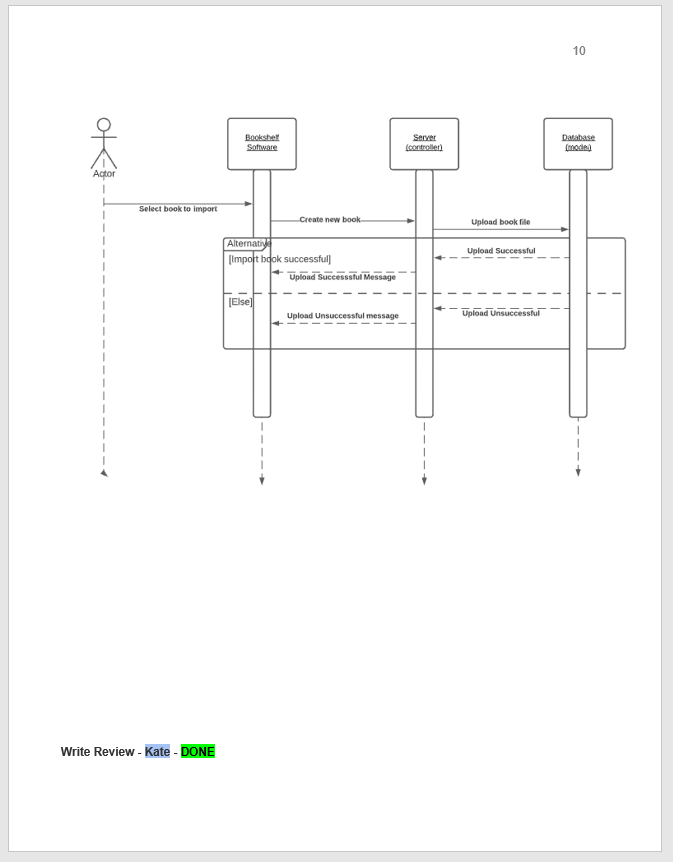 10
Bookshelf
Software
Server
(controller)
Database
(model)
Actor
Select book to import
Create new book
Upload book file
Alternative
[Import book successful]
Upload Successful
Upload Successsful Message
[Else]
Upload Unsuccessful
Upload Unsuccessful message
Write Review - Kate - DONE